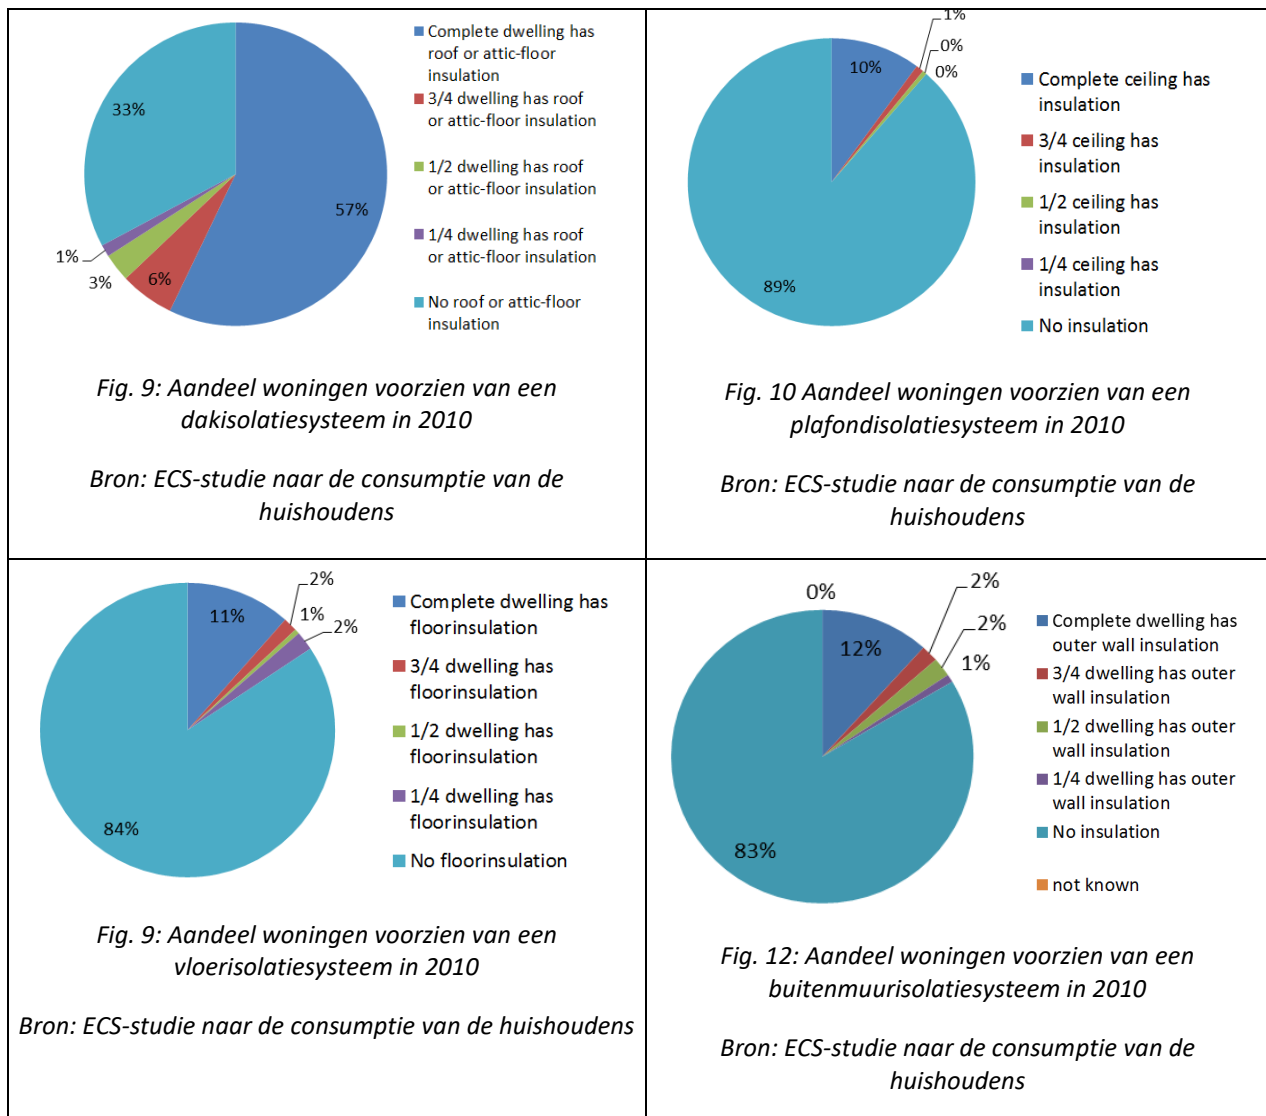 Complete dwelling has
roof or attic-floor
insulation
3/4 dwelling has roof
or attic-floor insulation
1/2 dwelling has roof
or attic-floor insulation
1/4 dwelling has roof
or attic-floor insulation
No roof or attic-floor
insulation
33%
57%
1%
3%
6%
Fig. 9: Aandeel woningen voorzien van een
dakisolatiesysteem in 2010
Bron: ECS-studie naar de consumptie van de
huishoudens
1%
0%
0%
10%
89%
Complete ceiling has
insulation
3/4 ceiling has
insulation
1/2 ceiling has
insulation
1/4 ceiling has
insulation
No insulation
Fig. 10 Aandeel woningen voorzien van een
plafondisolatiesysteem in 2010
Bron: ECS-studie naar de consumptie van de
huishoudens
2%
11%
1%
2%
84%
Complete dwelling has
floorinsulation
3/4 dwelling has
floorinsulation
1/2 dwelling has
floorinsulation
1/4 dwelling has
floorinsulation
No floorinsulation
Fig. 9: Aandeel woningen voorzien van een
vloerisolatiesysteem in 2010
Bron: ECS-studie naar de consumptie van de huishoudens
0%
2%
12%
2%
1%
83%
Complete dwelling has
outer wall insulation
3/4 dwelling has outer
wall insulation
1/2 dwelling has outer
wall insulation
1/4 dwelling has outer
wall insulation
No insulation
not known
Fig. 12: Aandeel woningen voorzien van een
buitenmuurisolatiesysteem in 2010
Bron: ECS-studie naar de consumptie van de
huishoudens